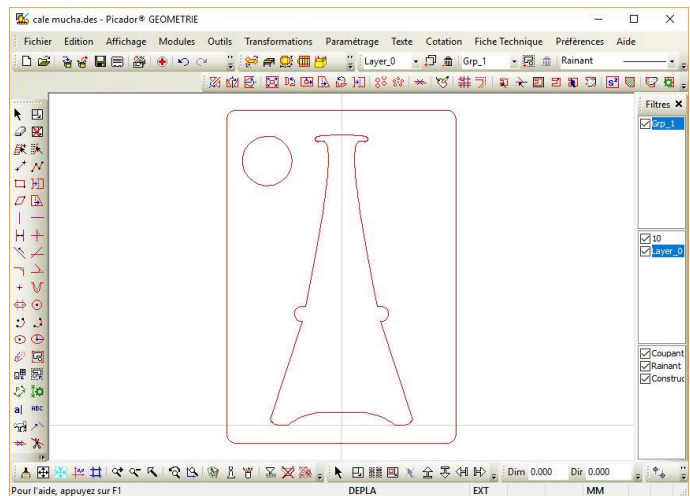 cale mucha.des - Picador® GEOMETRIE
Fichier Edition Affichage Modules Outils Transformations Paramétrage Texte Cotation Fiche Technique Préférences Aide
Layer_0 Grp_1 Rainant
Filtres
Grp_1
10
Layer_0
Coupant
Rainant
Construc
a| ABC
Dim 0.000 Dir 0.000
Pour l'aide, appuyez sur F1 DEPLA EXT MM